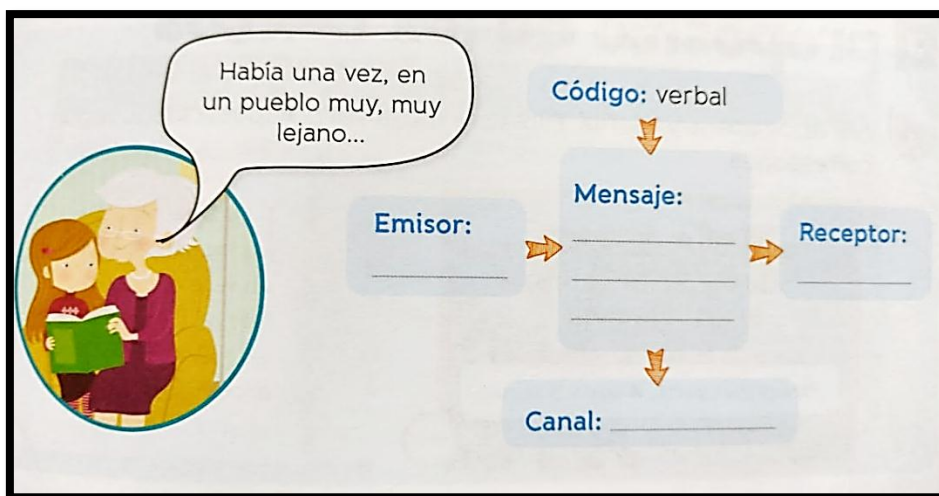 Había una vez, en
un pueblo muy, muy
lejano...
Código: verbal
Mensaje:
Emisor:
Receptor:
Canal: